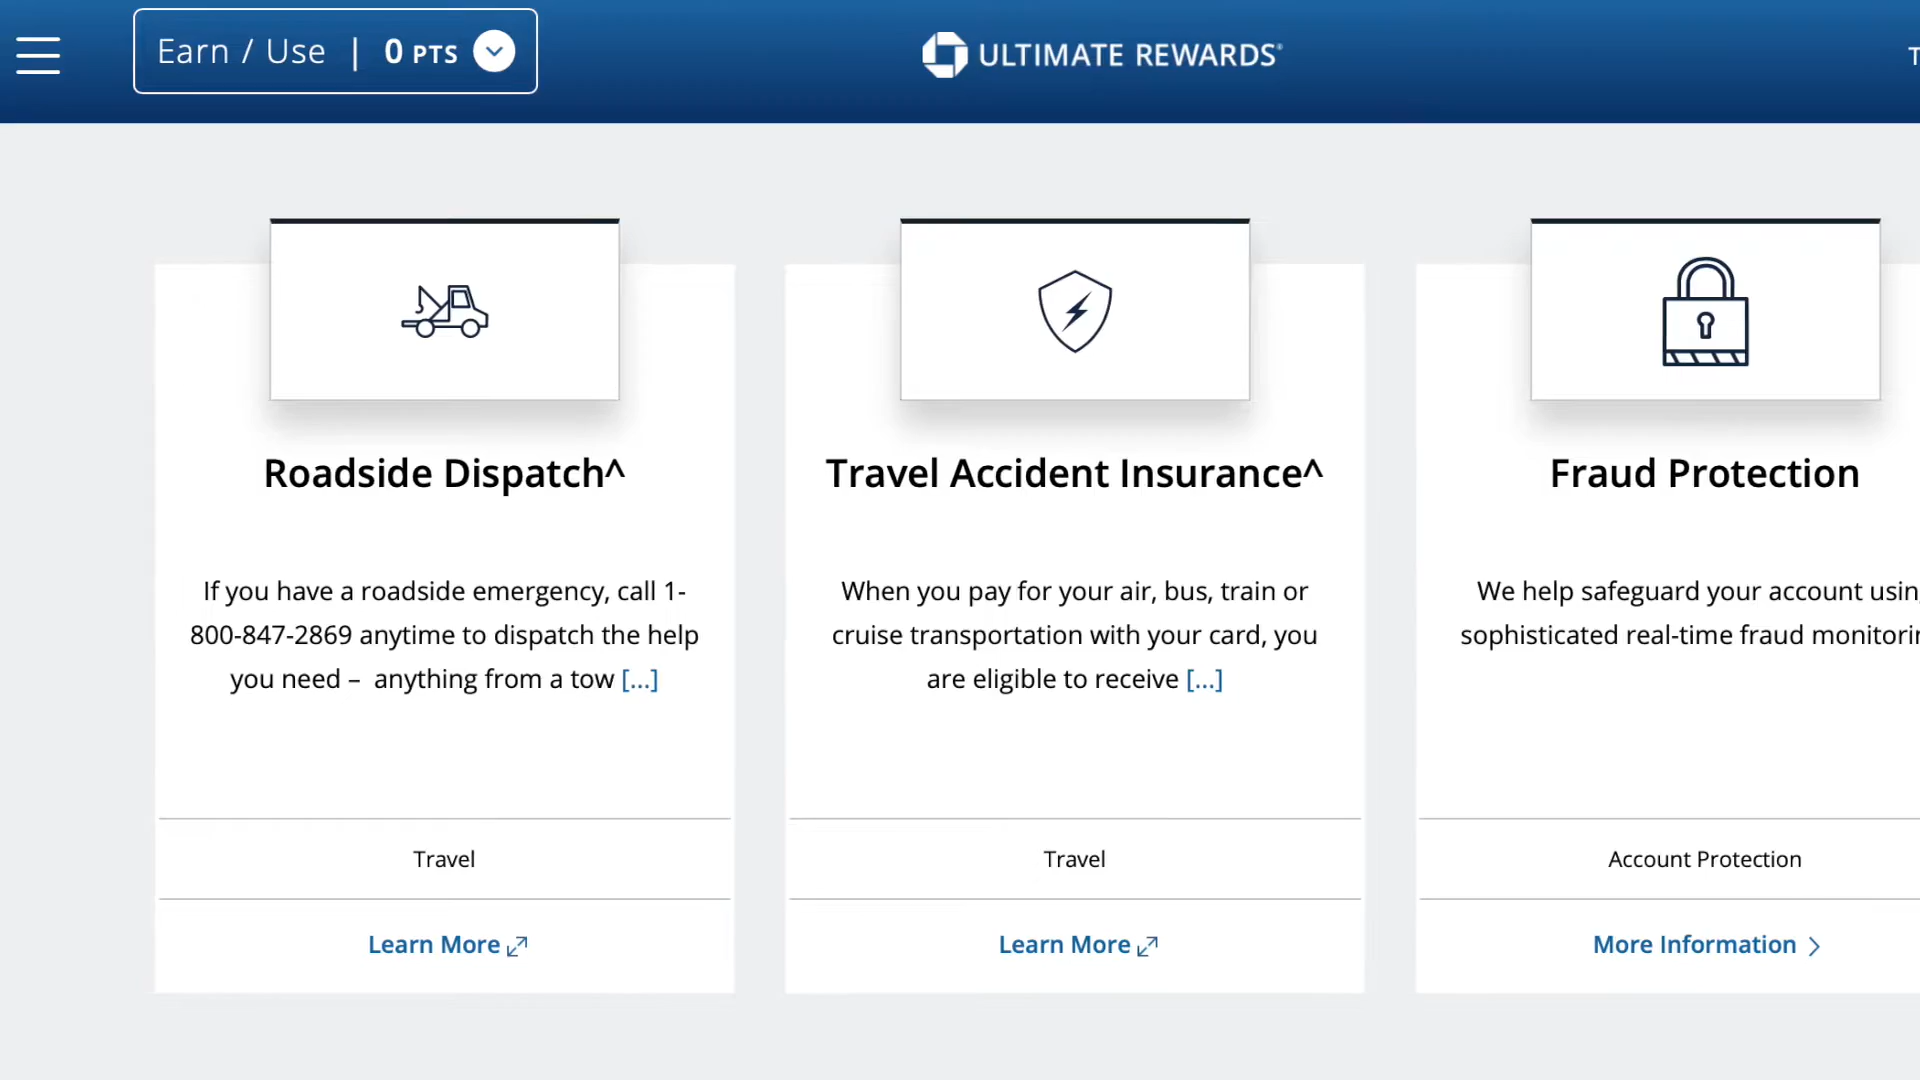 Earn / Use | 0 PTS
ULTIMATE REWARDS®
Roadside Dispatch^
If you have a roadside emergency, call 1-
800-847-2869 anytime to dispatch the help
you need – anything from a tow [...]
Travel
Learn More
Travel Accident Insurance^
When you pay for your air, bus, train or
cruise transportation with your card, you
are eligible to receive [...]
Travel
Learn More
Fraud Protection
We help safeguard your account
sophisticated real-time fraud
Account Protection
More Information